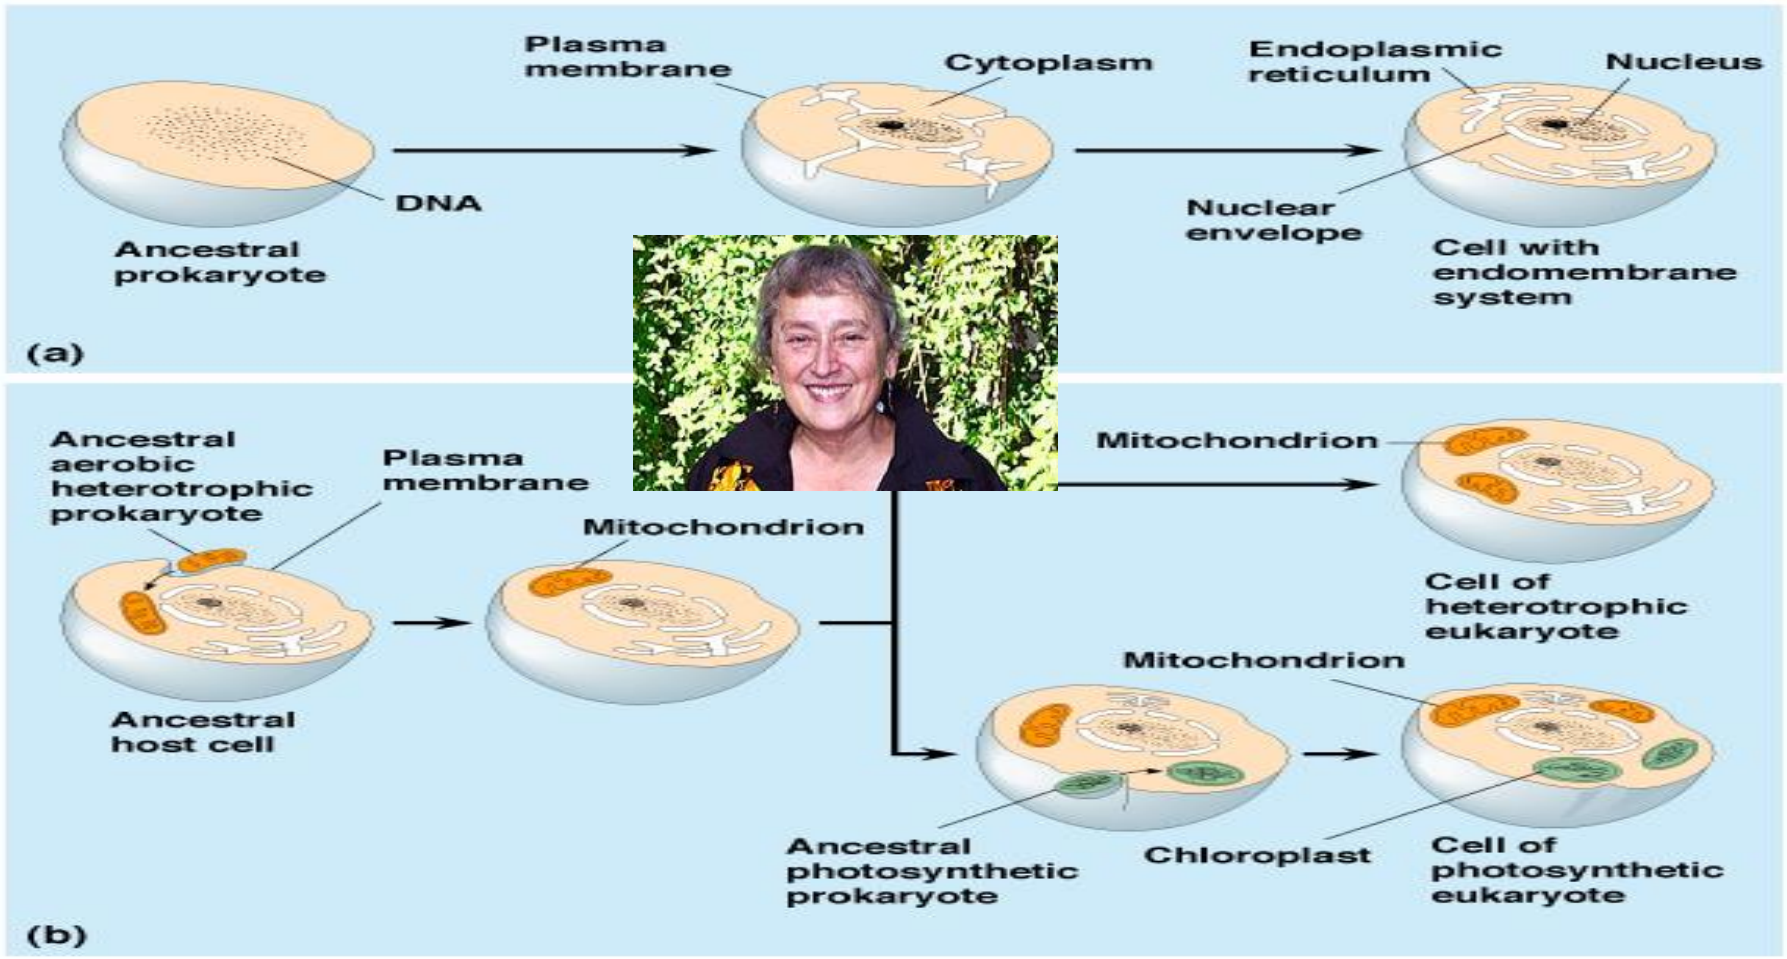 Plasma
membrane
Cytoplasm
Endoplasmic
reticulum
Nucleus
DNA
Ancestral
prokaryote
Nuclear
envelope
Cell with
endomembrane
system
(a)
Ancestral
aerobic
heterotrophic
prokaryote
Plasma
membrane
Mitochondrion
Mitochondrion
Cell of
heterotrophic
eukaryote
Ancestral
host cell
Mitochondrion
Ancestral
photosynthetic
prokaryote
Chloroplast
Cell of
photosynthetic
eukaryote
(b)